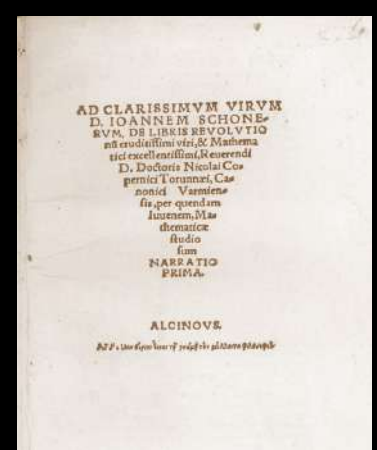 AD CLARISSIMVM VIRVM
D. IOANNEM SCHONE-
RVM, DE LIBRIS REVOLVTIO
nū eruditissimi viri, & Mathema
tici excellentissimi, Reuerendi
D. Doctoris Nicolai Co-
pernici Torunnæi, Ca-
nonici Varmien-
sis, per quendam
Iuuenem, Ma-
thematicæ
studio
sum
NARRATIO
PRIMA.
ALCINOVS.